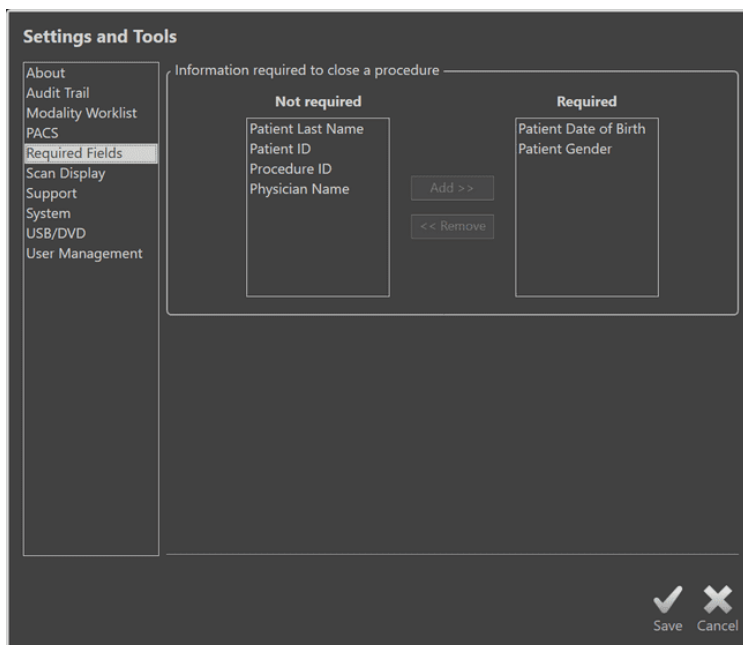 Settings and Tools
About
Audit Trail
Modality Worklist
PACS
Required Fields
Scan Display
Support
System
USB/DVD
User Management
Information required to close a procedure
Not required
Patient Last Name
Patient ID
Procedure ID
Physician Name
Add >>
<< Remove
Required
Patient Date of Birth
Patient Gender
Save
Cancel